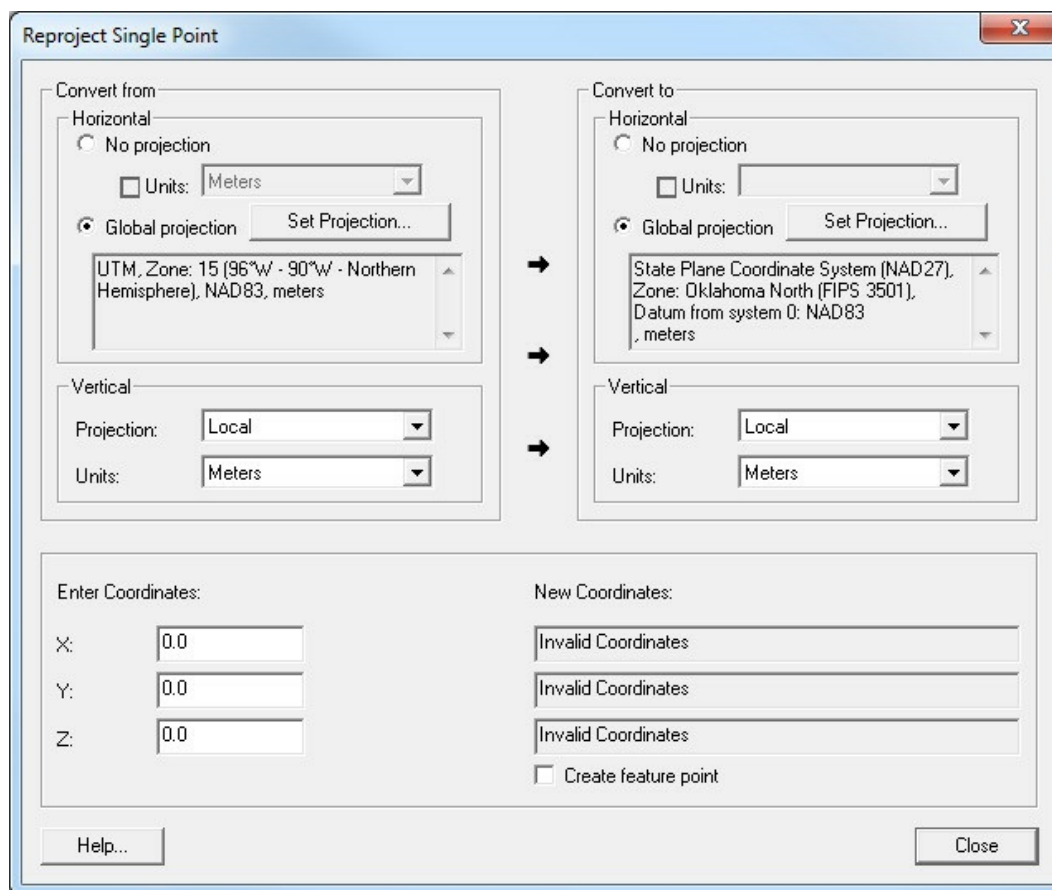 Reproject Single Point
Convert from
Horizontal
No projection
Units: Meters
Global projection Set Projection...
UTM, Zone: 15 (96°W - 90°W - Northern
Hemisphere), NAD83, meters
Vertical
Projection: Local
Units: Meters
Convert to
Horizontal
No projection
Units:
Global projection Set Projection...
State Plane Coordinate System (NAD27),
Zone: Oklahoma North (FIPS 3501),
Datum from system 0: NAD83
, meters
Vertical
Projection: Local
Units: Meters
Enter Coordinates:
X: 0.0
Y: 0.0
Z: 0.0
New Coordinates:
Invalid Coordinates
Invalid Coordinates
Invalid Coordinates
Create feature point
Help...
Close